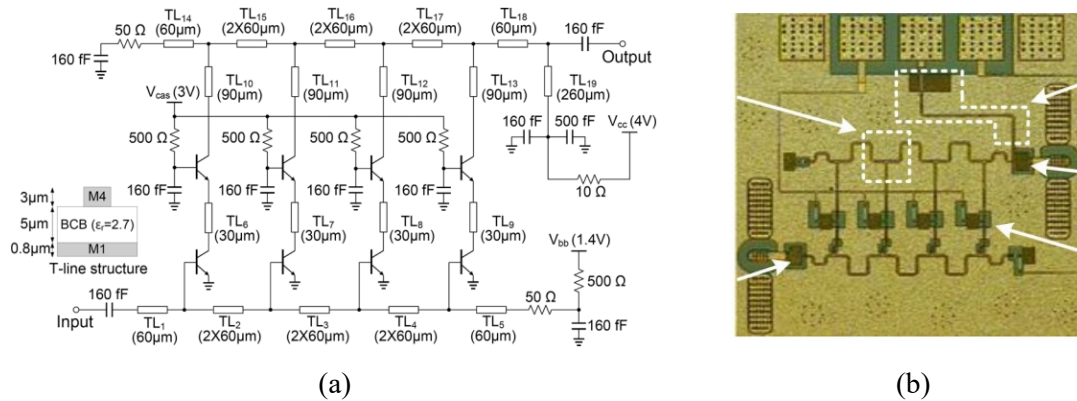 TL14 TL15 TL16 TL17 TL18
50 Ω (60μm) (2X60μm) (2X60μm) (2X60μm) (60μm) 160 fF
160 fF
Output
TL10 TL11 TL12 TL13 TL19
Vcas (3V) (90μm) (90μm) (90μm) (90μm) (260μm)
160 fF 500 fF Vcc (4V)
500 Ω 500 Ω 500 Ω 500 Ω
10 Ω
160 fF 160 fF 160 fF 160 fF
3μm M4
5μm BCB (εr=2.7)
0.8μm M1
T-line structure
TL6 TL7 TL8 TL9
(30μm) (30μm) (30μm) (30μm)
Vbb (1.4V)
500 Ω
160 fF 50 Ω
Input
160 fF
TL1 TL2 TL3 TL4 TL5
(60μm) (2X60μm) (2X60μm) (2X60μm) (60μm)
(a) (b)